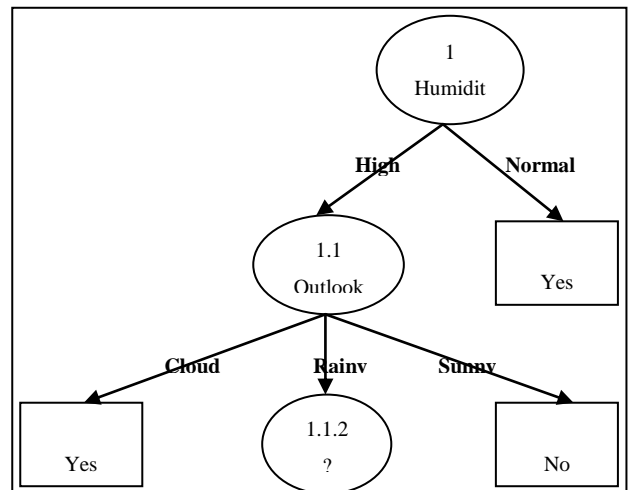 1
Humidit
High
Normal
1.1
Outlook
Yes
Cloud
Rainy
Sunny
1.1.2
?
Yes
No